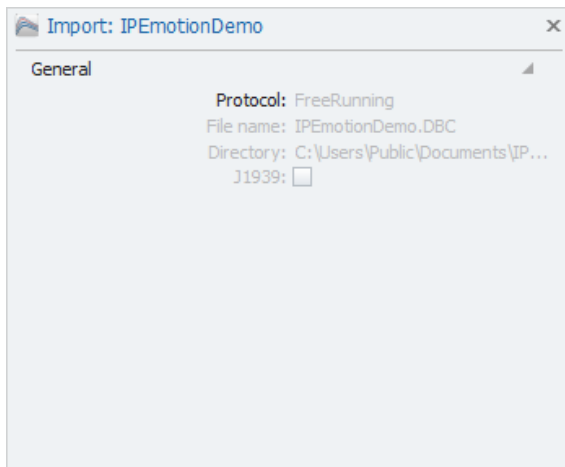 Import: IPEmotionDemo
General
Protocol: FreeRunning
File name: IPEmotionDemo.DBC
Directory: C:\Users\Public\Documents\IP...
J1939: